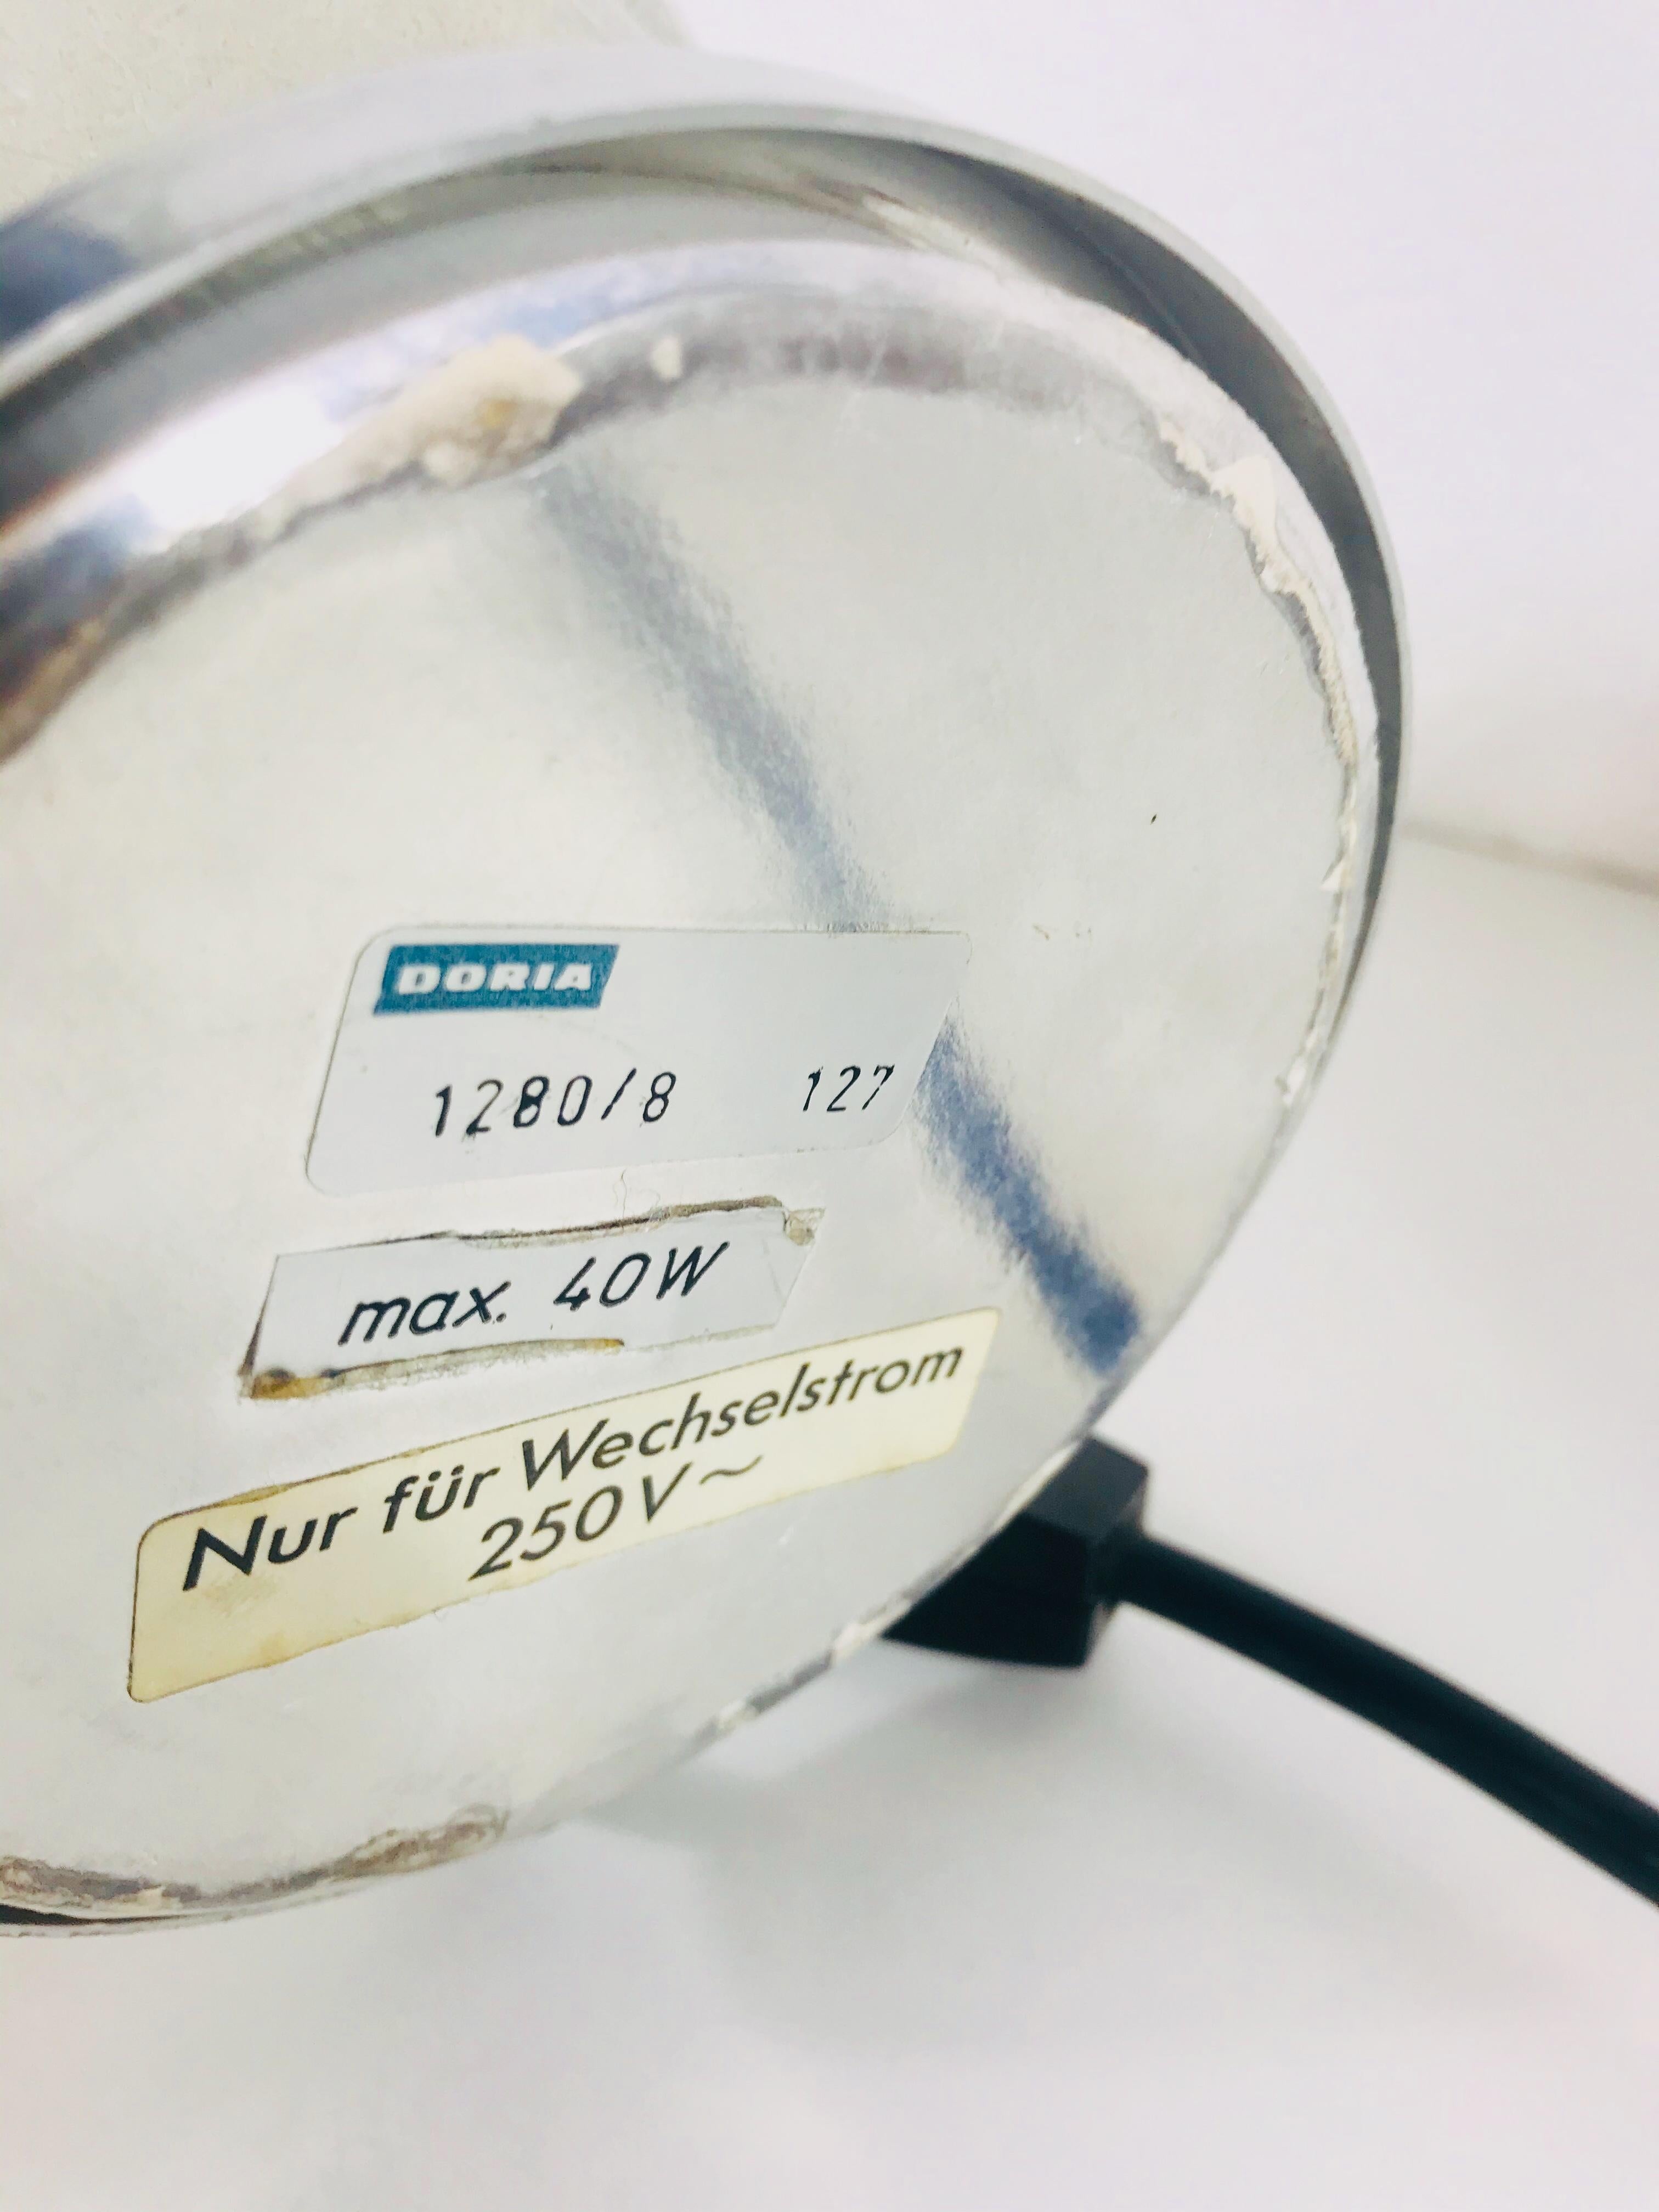 DORIA
1280/8 127
max. 40W
Nur für Wechselstrom
250V~